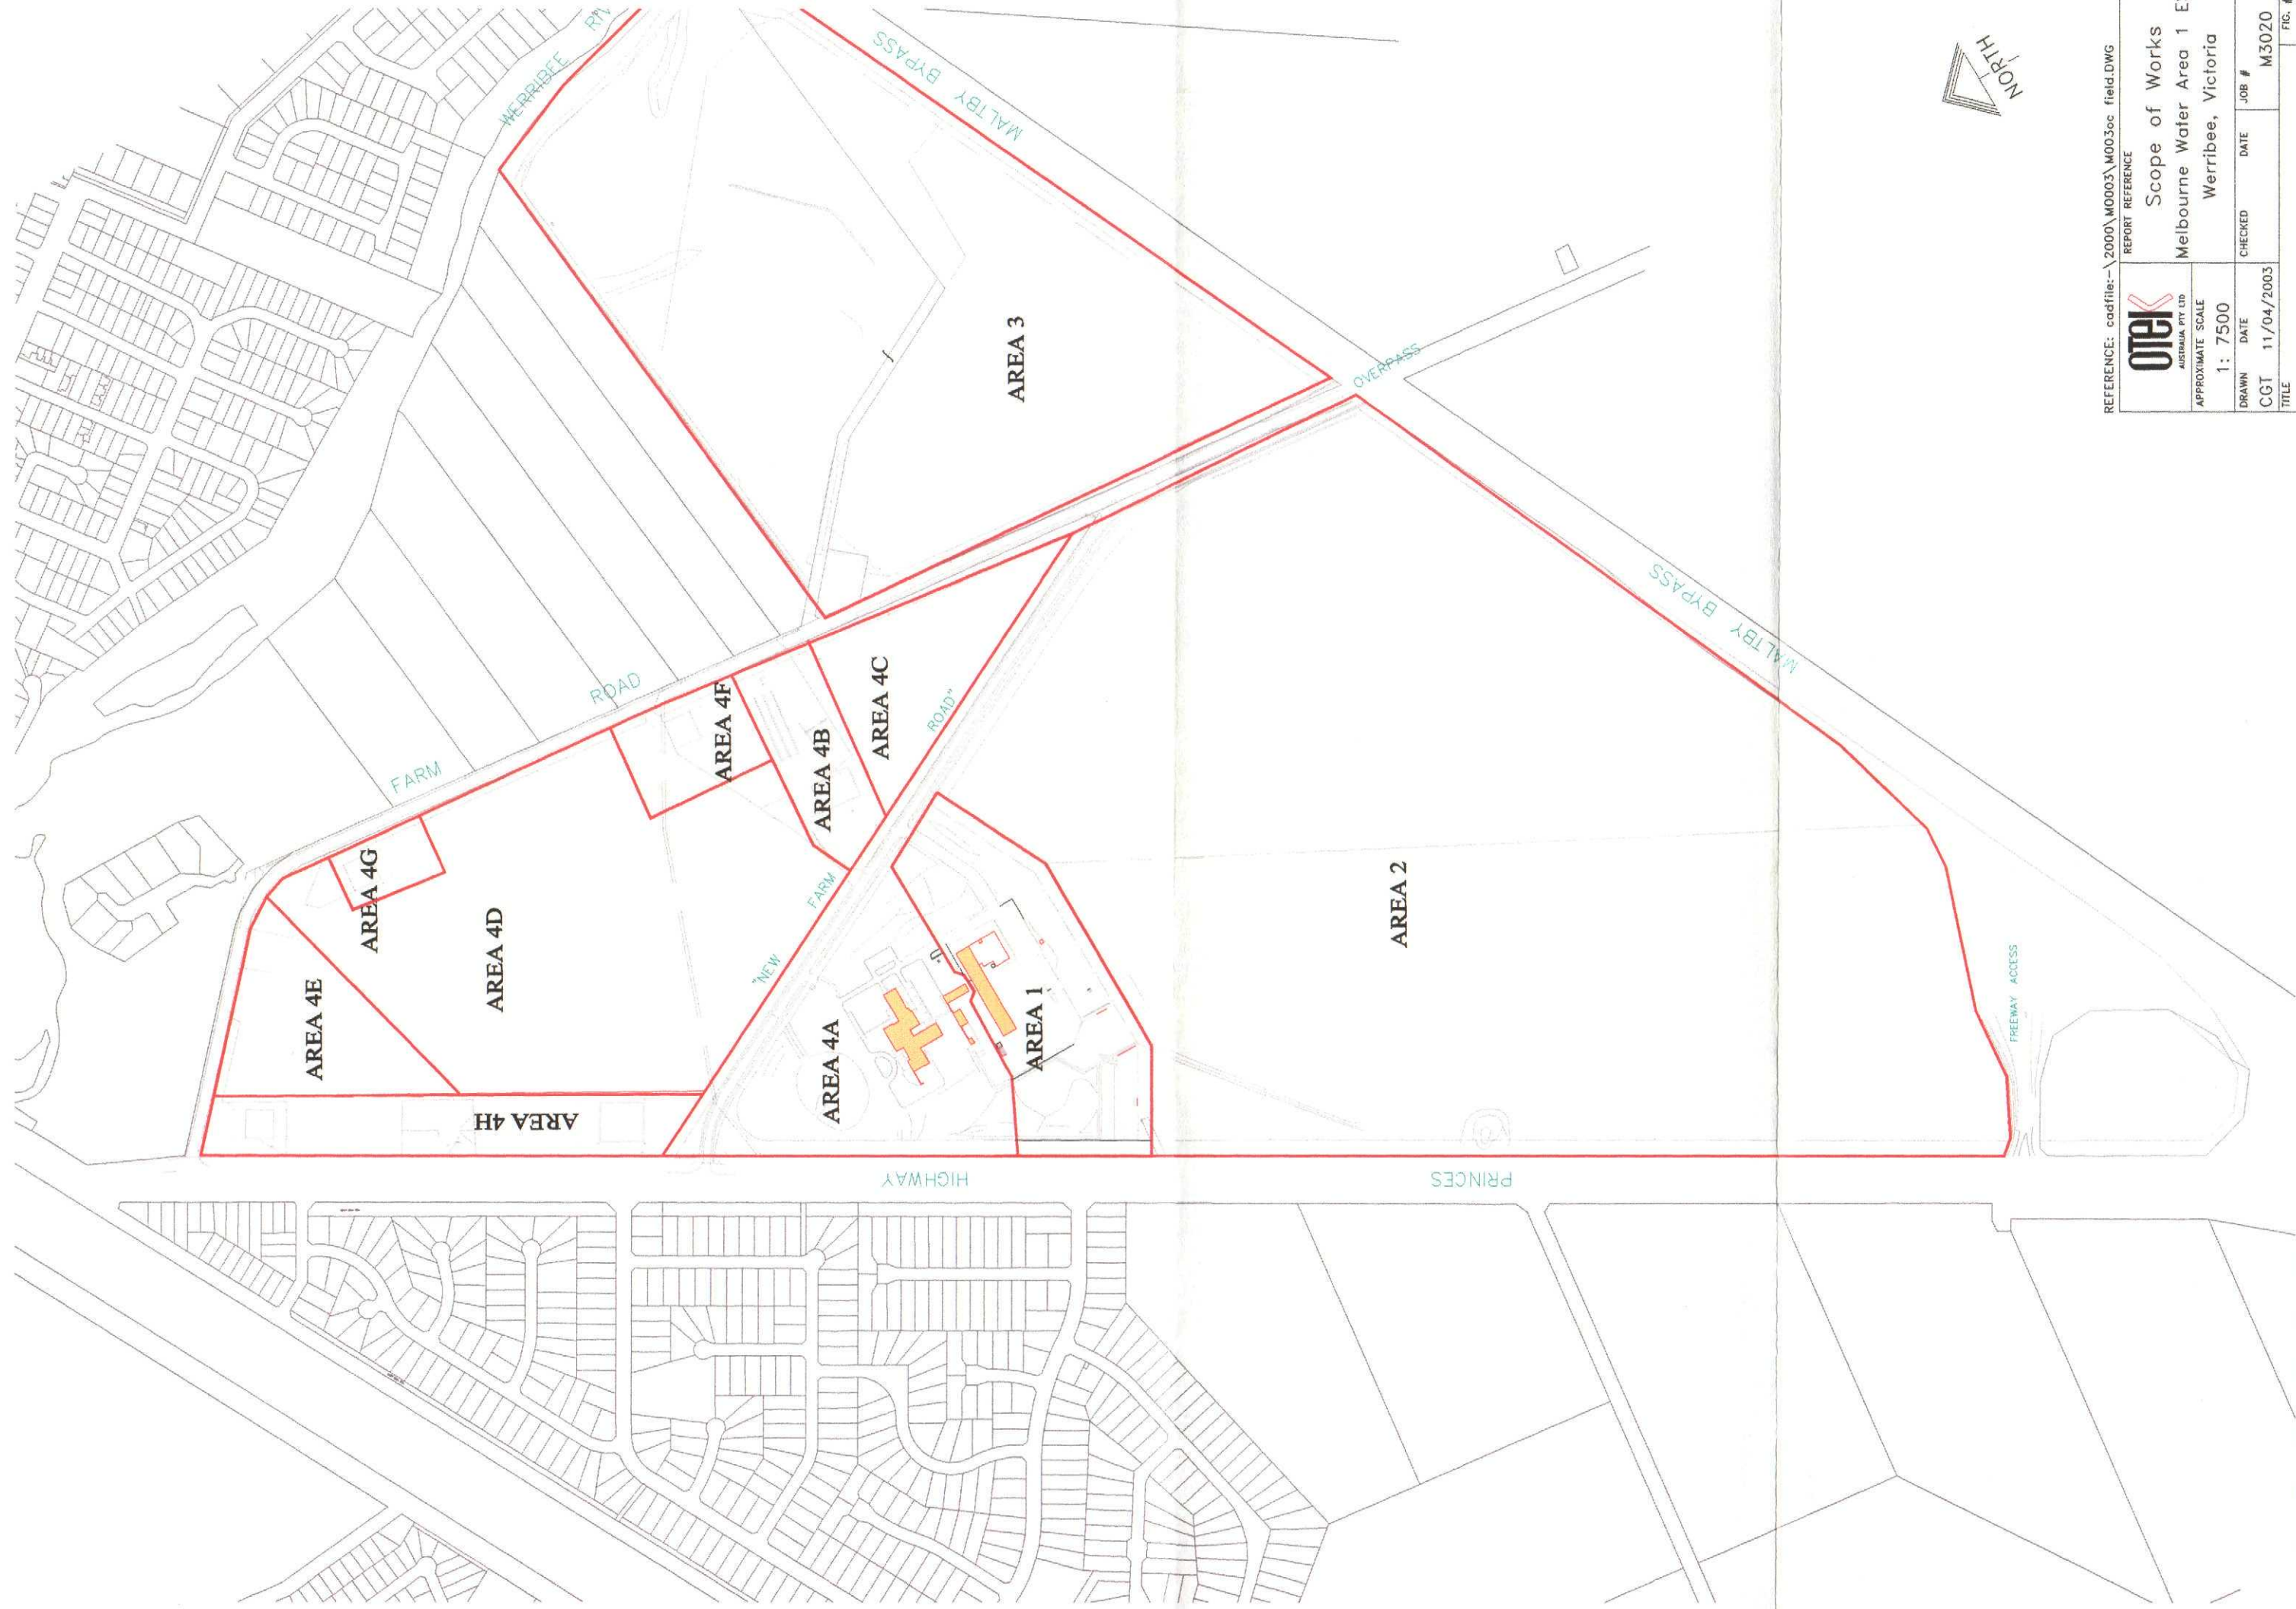 WERRIBEE
MALTBY BYPASS
NORTH
AREA 3
OVERPASS
FARM ROAD
AREA 4F
AREA 4B
AREA 4C
AREA 4G
AREA 4D
AREA 4E
AREA 4H
"NEW FARM ROAD"
AREA 4A
AREA 1
AREA 2
MALTBY BYPASS
FREEWAY ACCESS
PRINCES HIGHWAY
REFERENCE: cadfile:-\2000\M003\M003oc field.DWG
OTEK
AUSTRALIA PTY LTD
REPORT REFERENCE
Scope of Works
Melbourne Water Area 1
Werribee, Victoria
APPROXIMATE SCALE
1: 7500
DRAWN DATE CHECKED DATE JOB #
CGT 11/04/2003 M3020
TITLE FIG.